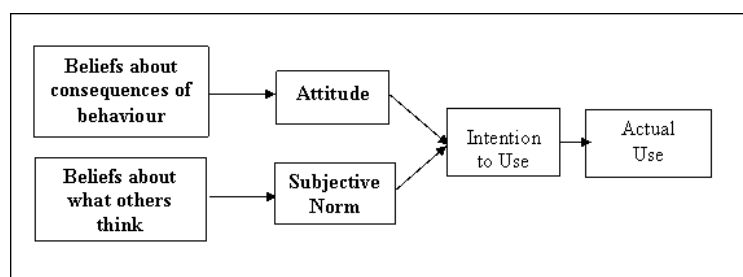 Beliefs about
consequences of
behaviour
Attitude
Beliefs about
what others
think
Subjective
Norm
Intention
to Use
Actual
Use